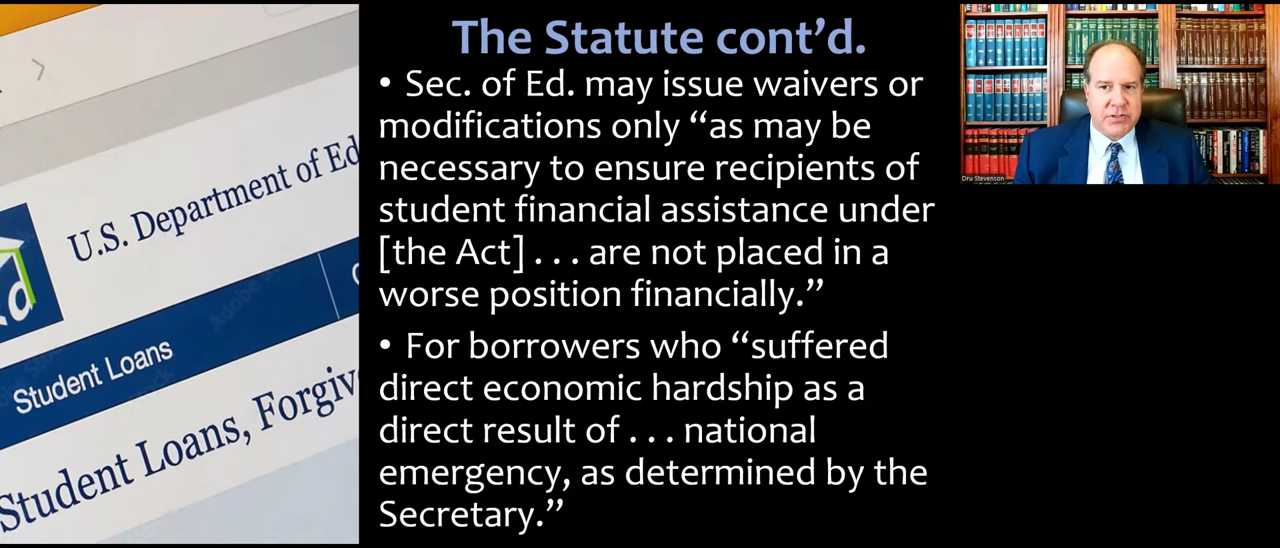 The Statute cont’d.
• Sec. of Ed. may issue waivers or
modifications only “as may be
necessary to ensure recipients of
student financial assistance under
[the Act] . . . are not placed in a
worse position financially.”
• For borrowers who “suffered
direct economic hardship as a
direct result of . . . national
emergency, as determined by the
Secretary.”
U.S. Department of Ed
Student Loans
Student Loans, Forgiv
Dru Stevenson